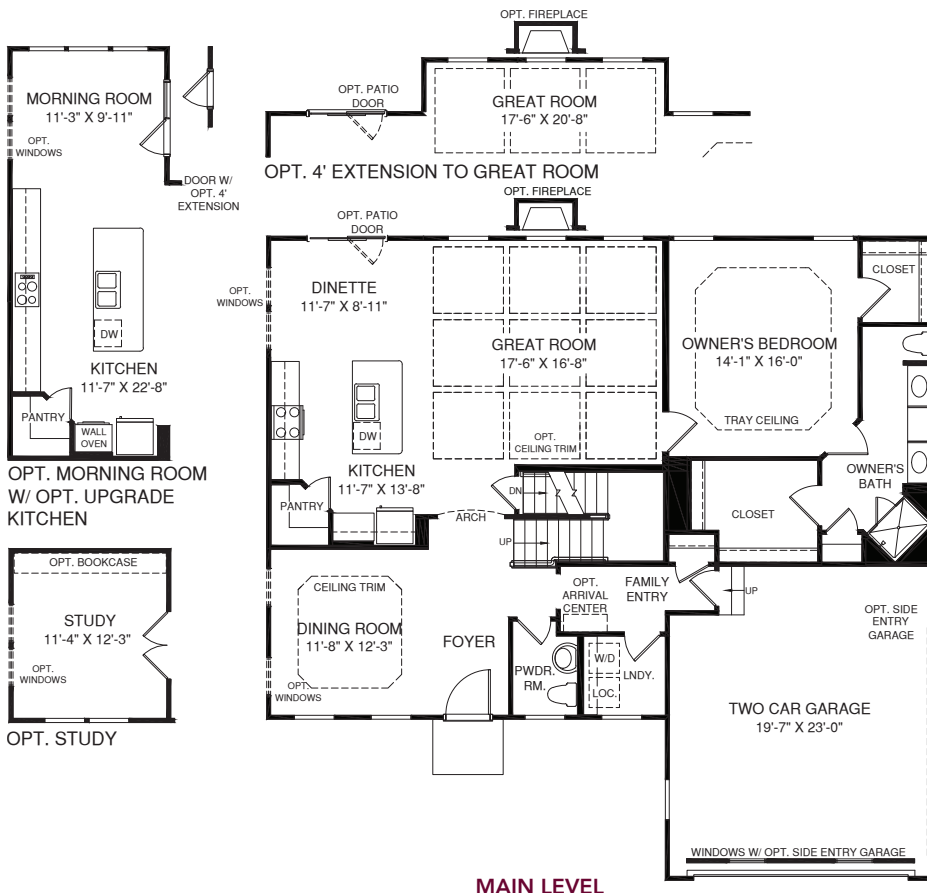 OPT. FIREPLACE
MORNING ROOM
11'-3" X 9'-11"
OPT.
WINDOWS
DOOR W/
OPT. 4'
EXTENSION
DW
KITCHEN
11'-7" X 22'-8"
PANTRY
WALL
OVEN
OPT. MORNING ROOM
W/ OPT. UPGRADE
KITCHEN
OPT. PATIO
DOOR
GREAT ROOM
17'-6" X 20'-8"
OPT. 4' EXTENSION TO GREAT ROOM
OPT. FIREPLACE
OPT. PATIO
DOOR
OPT.
WINDOWS
DINETTE
11'-7" X 8'-11"
GREAT ROOM
17'-6" X 16'-8"
OPT.
CEILING TRIM
OWNER'S BEDROOM
14'-1" X 16'-0"
TRAY CEILING
CLOSET
DW
KITCHEN
11'-7" X 13'-8"
PANTRY
ARCH
DN
UP
CLOSET
OWNER'S
BATH
OPT. BOOKCASE
STUDY
11'-4" X 12'-3"
OPT.
WINDOWS
OPT. STUDY
CEILING TRIM
DINING ROOM
11'-8" X 12'-3"
OPT.
WINDOWS
FOYER
OPT.
ARRIVAL
CENTER
FAMILY
ENTRY
UP
PWDR.
RM.
W/D
LOC.
LNDY.
OPT. SIDE
ENTRY
GARAGE
TWO CAR GARAGE
19'-7" X 23'-0"
WINDOWS W/ OPT. SIDE ENTRY GARAGE
MAIN LEVEL